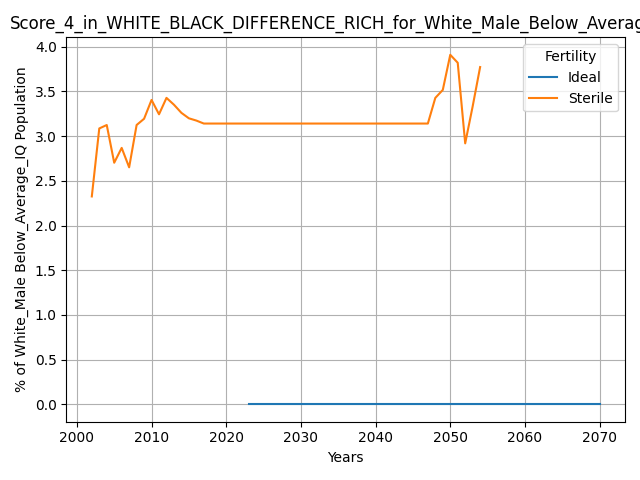 Score_4_in_WHITE_BLACK_DIFFERENCE_RICH_for_White_Male_Below_Averag
% of White_Male Below_Average_IQ Population
4.0
3.5
3.0
2.5
2.0
1.5
1.0
0.5
0.0
Fertility
Ideal
Sterile
2000 2010 2020 2030 2040 2050 2060 2070
Years